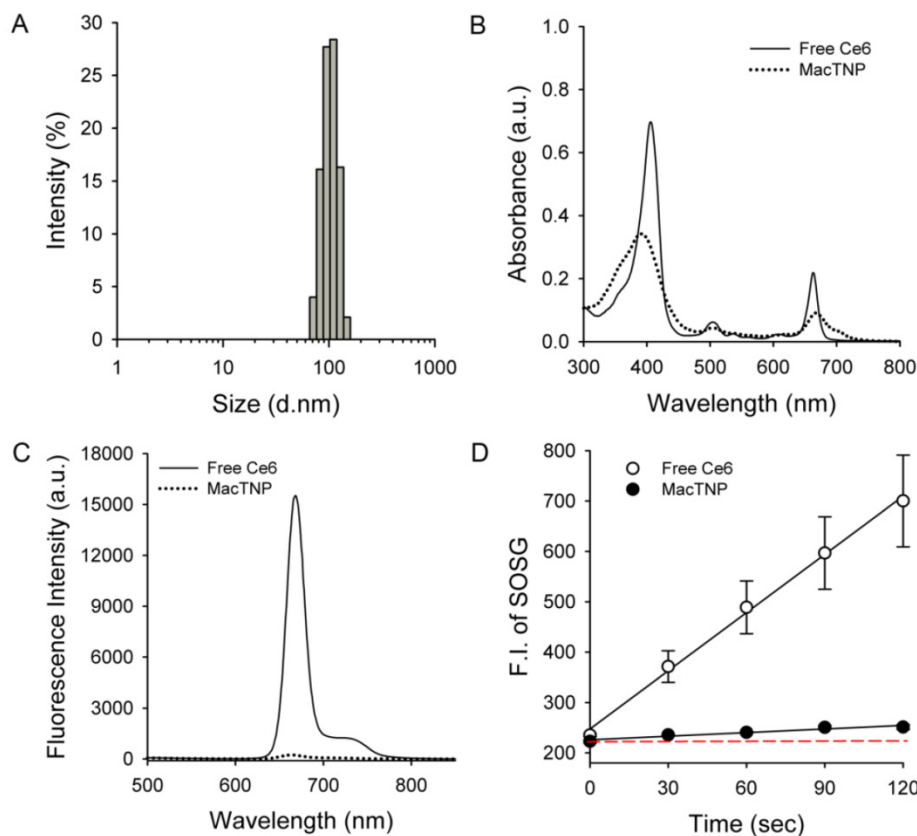 A
30
25
20
15
10
5
0
Intensity (%)
1
10
100
1000
Size (d.nm)
B
1.0
0.8
0.6
0.4
0.2
0.0
Absorbance (a.u.)
Free Ce6
MacTNP
300
400
500
600
700
800
Wavelength (nm)
C
18000
15000
12000
9000
6000
3000
0
Fluorescence Intensity (a.u.)
Free Ce6
MacTNP
500
600
700
800
Wavelength (nm)
D
800
700
600
500
400
300
200
F.I. of SOSG
Free Ce6
MacTNP
0
30
60
90
120
Time (sec)